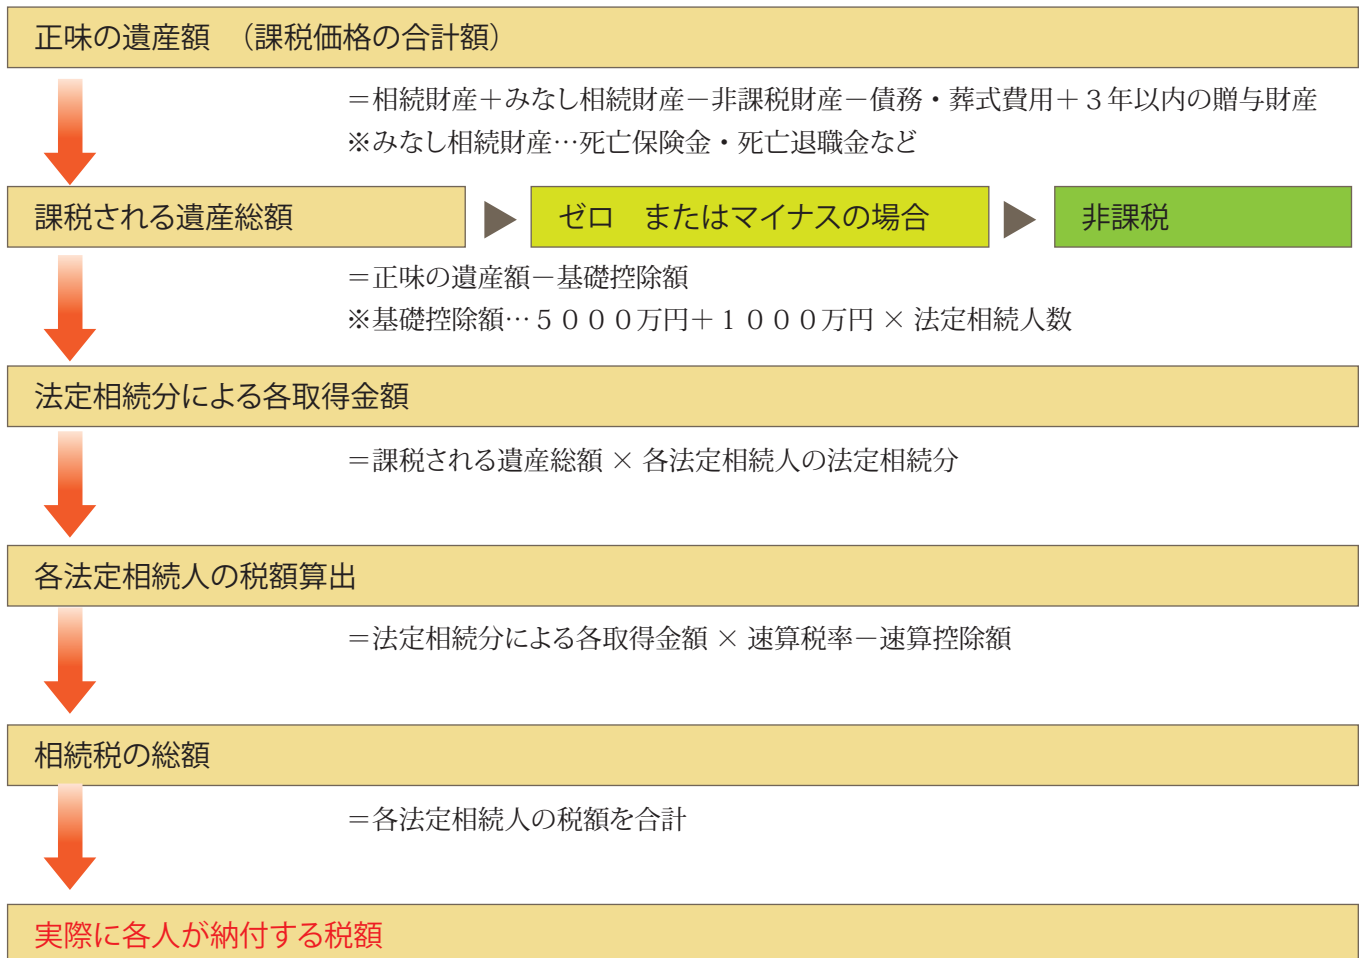 正味の遺産額　（課税価格の合計額）
＝相続財産＋みなし相続財産－非課税財産－債務・葬式費用＋３年以内の贈与財産
※みなし相続財産…死亡保険金・死亡退職金など
課税される遺産総額
ゼロ　またはマイナスの場合
非課税
＝正味の遺産額－基礎控除額
※基礎控除額…５０００万円＋１０００万円 × 法定相続人数
法定相続分による各取得金額
＝課税される遺産総額 × 各法定相続人の法定相続分
各法定相続人の税額算出
＝法定相続分による各取得金額 × 速算税率－速算控除額
相続税の総額
＝各法定相続人の税額を合計
実際に各人が納付する税額